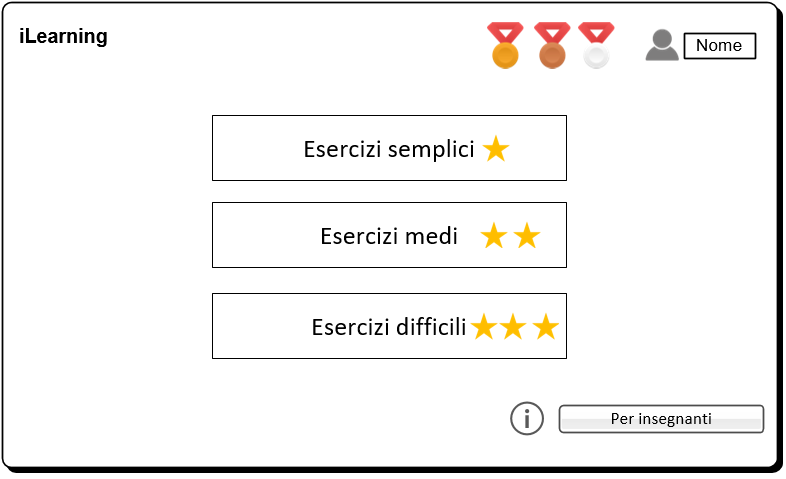 iLearning
Nome
Esercizi semplici
Esercizi medi
Esercizi difficili
Per insegnanti